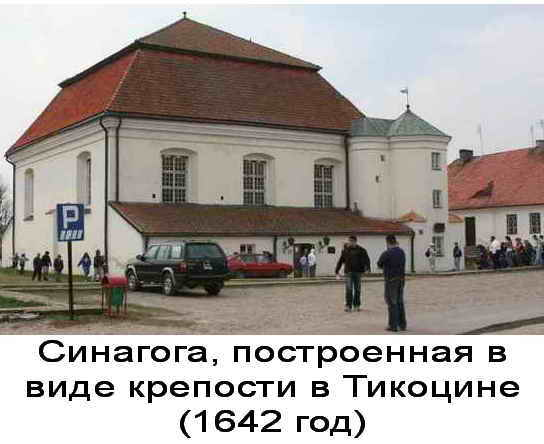 P
Синагога, построенная в
виде крепости в Тикоцине
(1642 год)